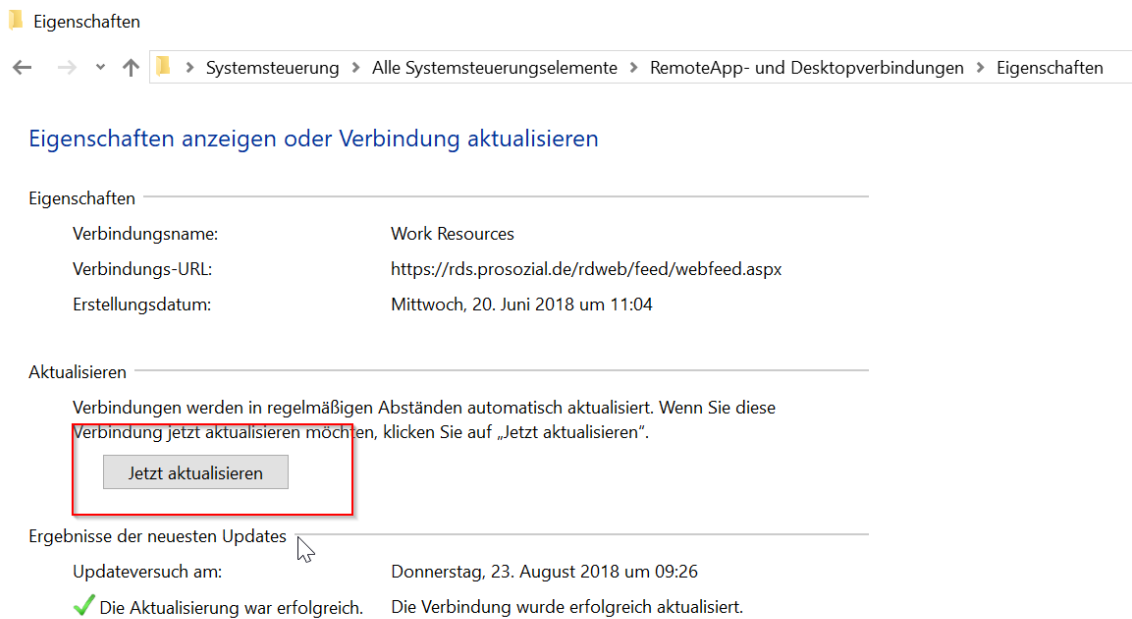 Eigenschaften
Systemsteuerung > Alle Systemsteuerungselemente > RemoteApp- und Desktopverbindungen > Eigenschaften
Eigenschaften anzeigen oder Verbindung aktualisieren
Eigenschaften
Verbindungsname: Work Resources
Verbindungs-URL: https://rds.prosozial.de/rdweb/feed/webfeed.aspx
Erstellungsdatum: Mittwoch, 20. Juni 2018 um 11:04
Aktualisieren
Verbindungen werden in regelmäßigen Abständen automatisch aktualisiert. Wenn Sie diese
Verbindung jetzt aktualisieren möchten, klicken Sie auf „Jetzt aktualisieren“.
Jetzt aktualisieren
Ergebnisse der neuesten Updates
Updateversuch am: Donnerstag, 23. August 2018 um 09:26
Die Aktualisierung war erfolgreich. Die Verbindung wurde erfolgreich aktualisiert.